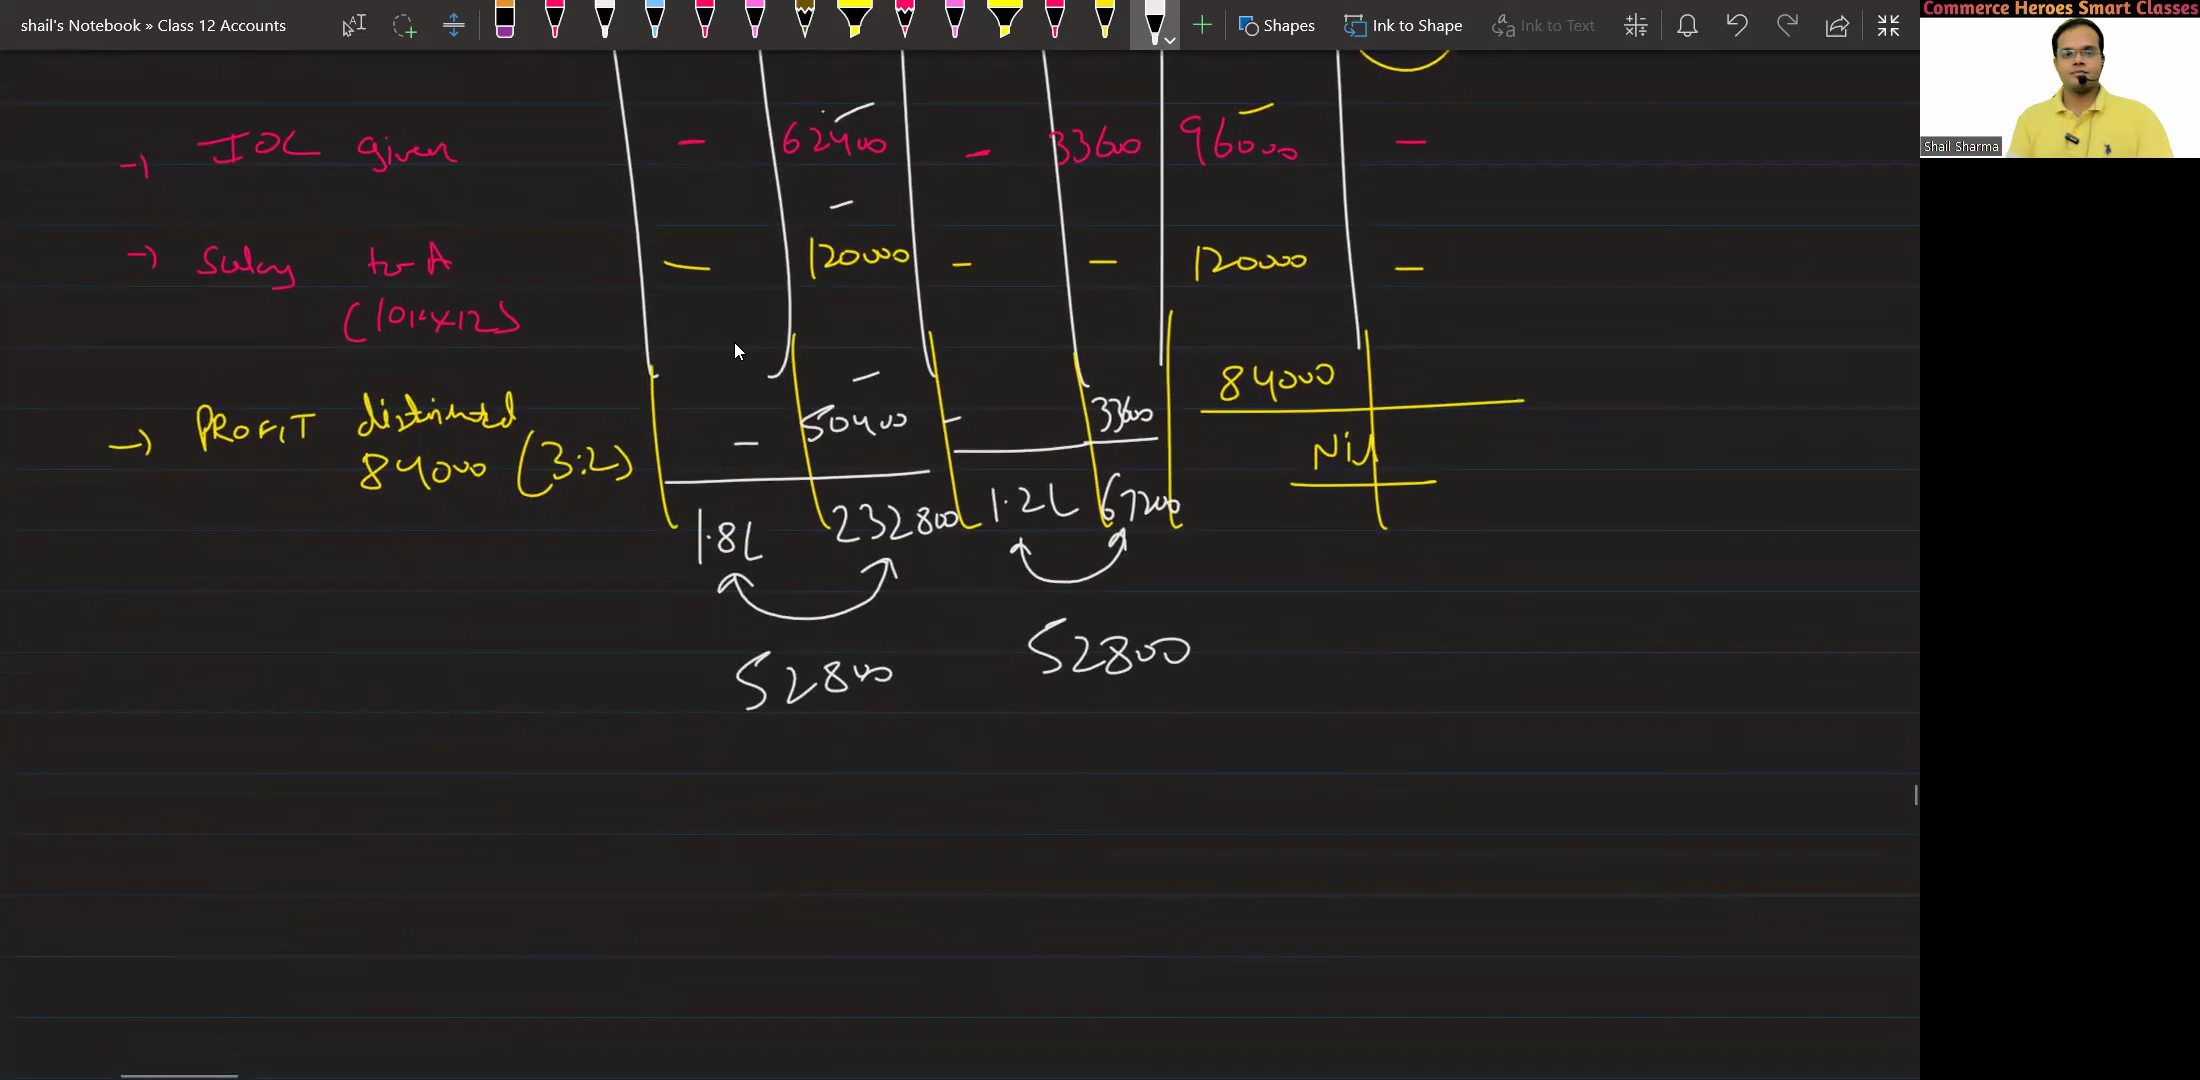 shail's Notebook » Class 12 Accounts
Shapes
Ink to Shape
Ink to Text
Commerce Heroes Smart Classes
Shail Sharma
→ IOC given - 62400 - 33600 96000 -
-
→ Salary to A — 120000 - - 120000 -
(10K×12)
84000
→ PROFIT distributed - 50400 - 33600
84000 (3:2) Nil
1.8L 232800 1.2L 67200
52800 52800